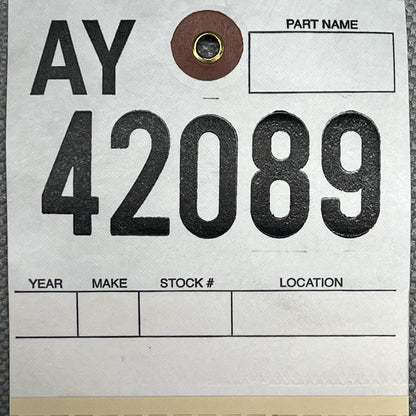 AY PART NAME
42089
YEAR MAKE STOCK # LOCATION